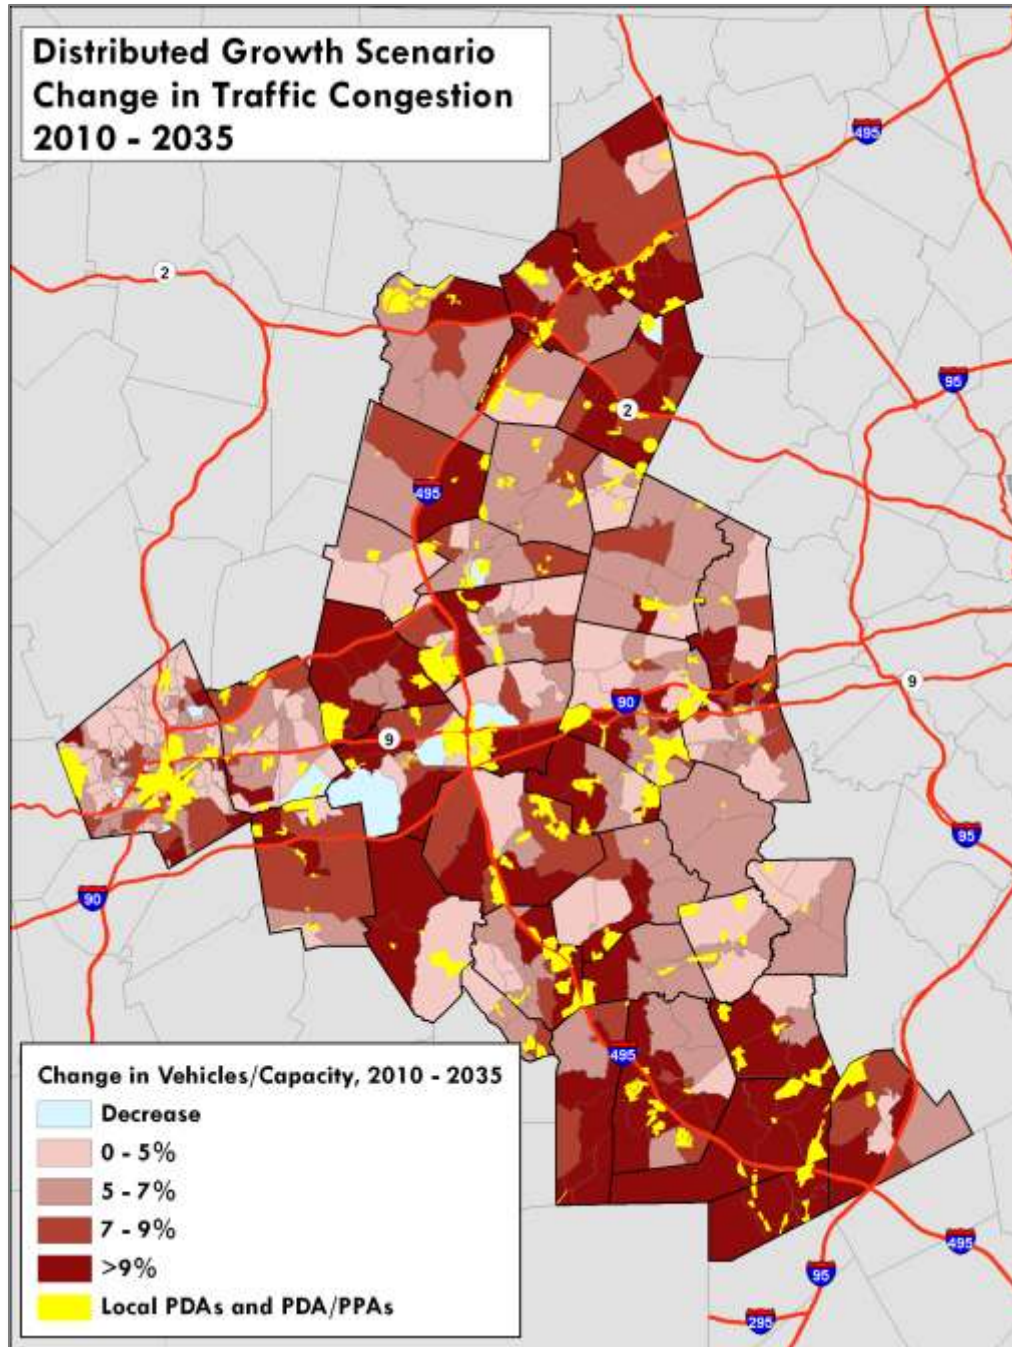 Distributed Growth Scenario
Change in Traffic Congestion
2010 - 2035
495
2
95
2
495
9
90
9
95
90
495
495
95
295
Change in Vehicles/Capacity, 2010 - 2035
Decrease
0 - 5%
5 - 7%
7 - 9%
>9%
Local PDAs and PDA/PPAs